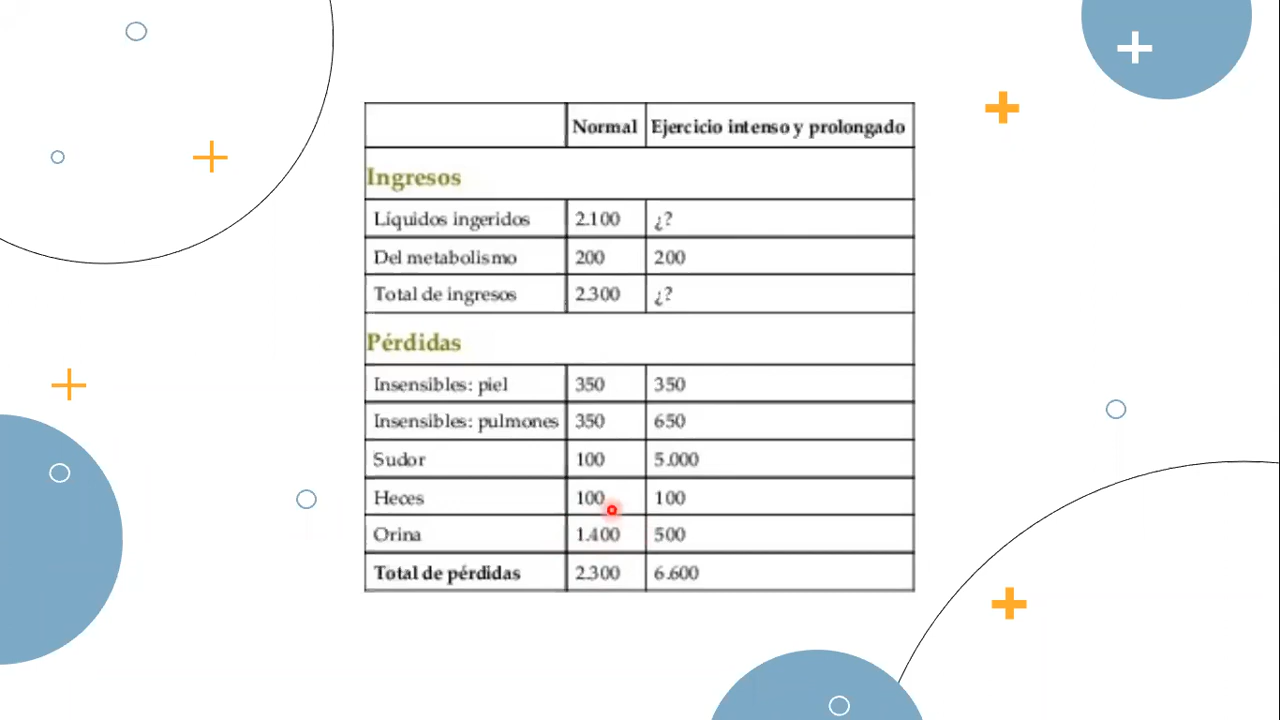 Normal Ejercicio intenso y prolongado
Ingresos
Líquidos ingeridos 2.100 ¿?
Del metabolismo 200 200
Total de ingresos 2.300 ¿?
Pérdidas
Insensibles: piel 350 350
Insensibles: pulmones 350 650
Sudor 100 5.000
Heces 100 100
Orina 1.400 500
Total de pérdidas 2.300 6.600